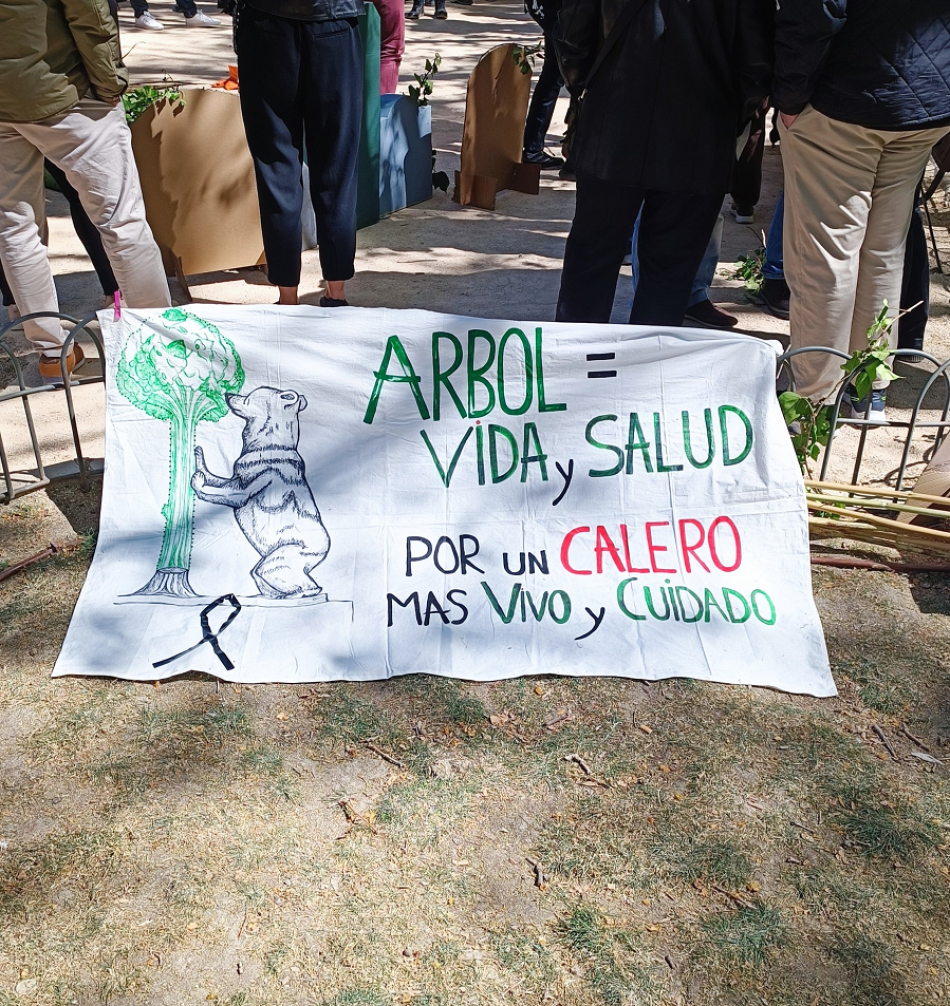 ARBOL =
VIDA y SALUD
POR UN CALERO
MAS VIVO y CUIDADO